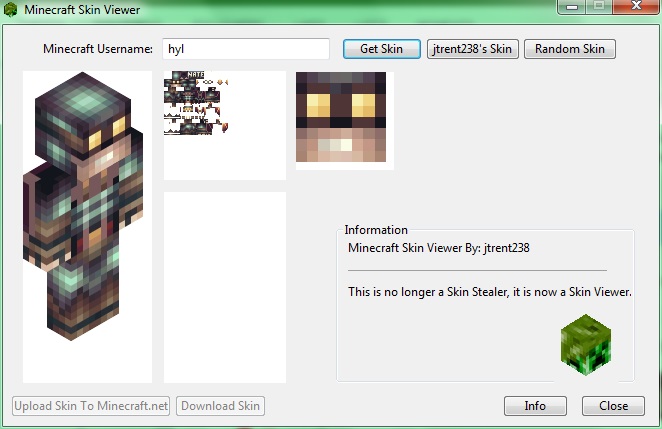 Minecraft Skin Viewer
Minecraft Username: hyl Get Skin jtrent238's Skin Random Skin
NATE
Information
Minecraft Skin Viewer By: jtrent238
This is no longer a Skin Stealer, it is now a Skin Viewer.
Upload Skin To Minecraft.net Download Skin Info Close